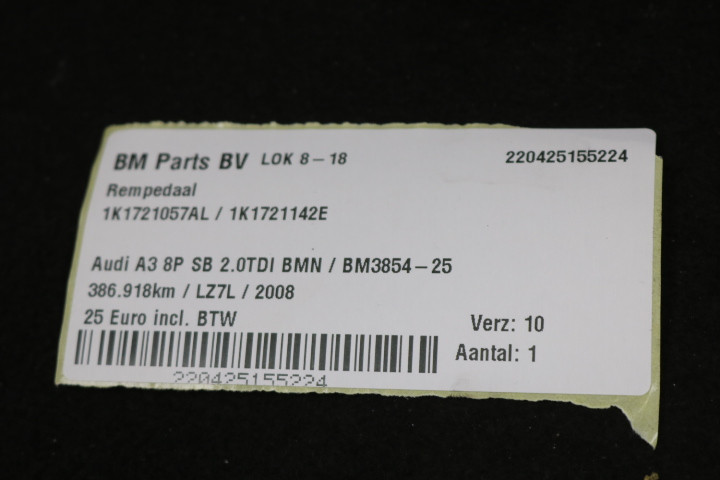 BM Parts BV LOK 8-18 220425155224
Rempedaal
1K1721057AL / 1K1721142E
Audi A3 8P SB 2.0TDI BMN / BM3854-25
386.918km / LZ7L / 2008
25 Euro incl. BTW
Verz: 10
Aantal: 1
220425155224